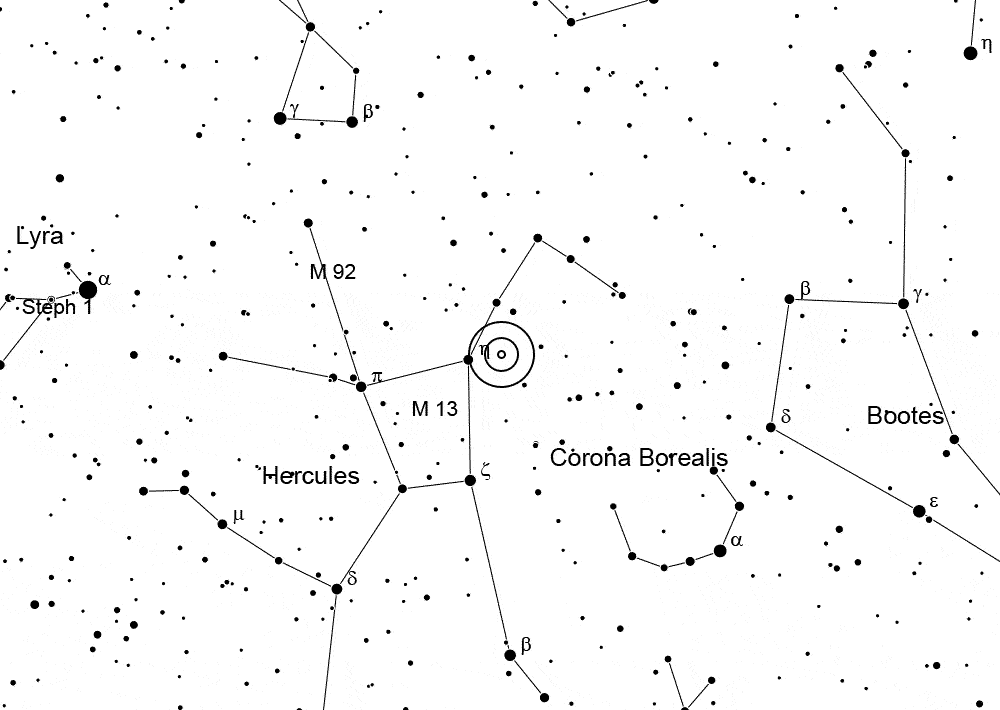 η
γ β
Lyra
α
M 92
Steph 1
β γ
η
π
M 13
δ
Bootes
Corona Borealis
Hercules
ζ
ε
μ
α
δ
β